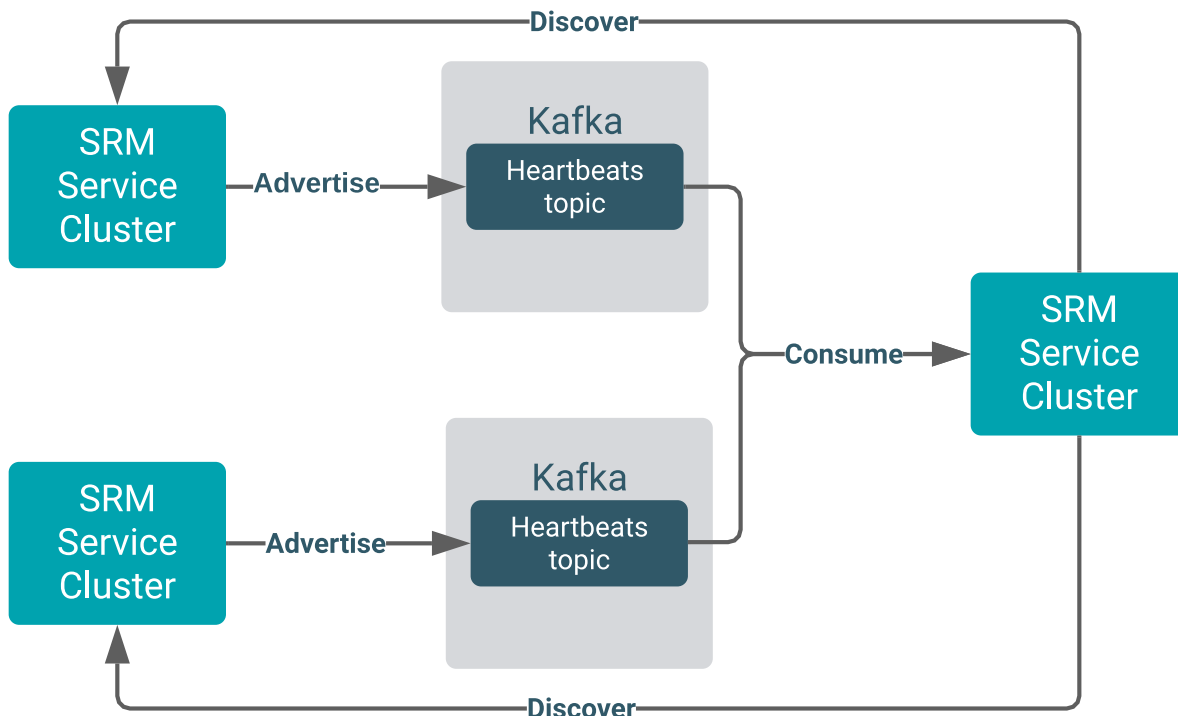 Discover
SRM
Service
Cluster
Advertise
Kafka
Heartbeats
topic
Consume
SRM
Service
Cluster
SRM
Service
Cluster
Advertise
Kafka
Heartbeats
topic
Discover